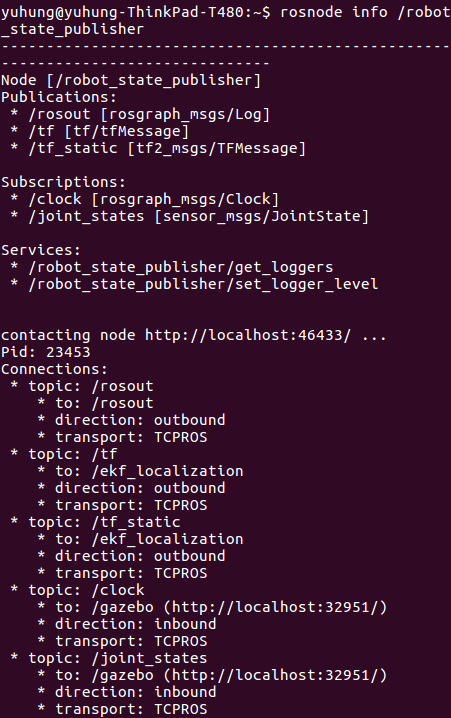 yuhung@yuhung-ThinkPad-T480:~$ rosnode info /robot
_state_publisher
--------------------------------------------------
------------------------------
Node [/robot_state_publisher]
Publications:
 * /rosout [rosgraph_msgs/Log]
 * /tf [tf/tfMessage]
 * /tf_static [tf2_msgs/TFMessage]

Subscriptions:
 * /clock [rosgraph_msgs/Clock]
 * /joint_states [sensor_msgs/JointState]

Services:
 * /robot_state_publisher/get_loggers
 * /robot_state_publisher/set_logger_level


contacting node http://localhost:46433/ ...
Pid: 23453
Connections:
 * topic: /rosout
    * to: /rosout
    * direction: outbound
    * transport: TCPROS
 * topic: /tf
    * to: /ekf_localization
    * direction: outbound
    * transport: TCPROS
 * topic: /tf_static
    * to: /ekf_localization
    * direction: outbound
    * transport: TCPROS
 * topic: /clock
    * to: /gazebo (http://localhost:32951/)
    * direction: inbound
    * transport: TCPROS
 * topic: /joint_states
    * to: /gazebo (http://localhost:32951/)
    * direction: inbound
    * transport: TCPROS